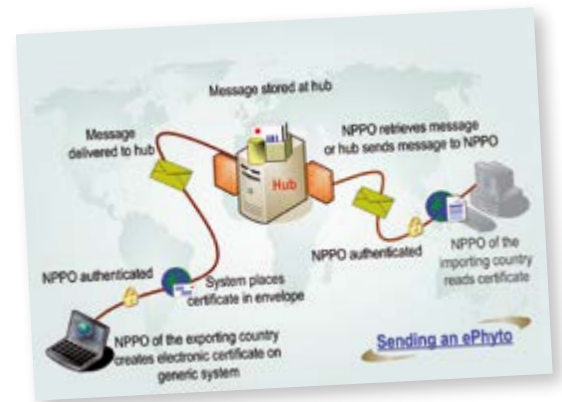 Message stored at hub
Message
delivered to hub
NPPO retrieves message
or hub sends message to NPPO
Hub
NPPO authenticated
System places
certificate in envelope
NPPO authenticated
NPPO of the
importing country
reads certificate
NPPO of the exporting country
creates electronic certificate on
generic system
Sending an ePhyto